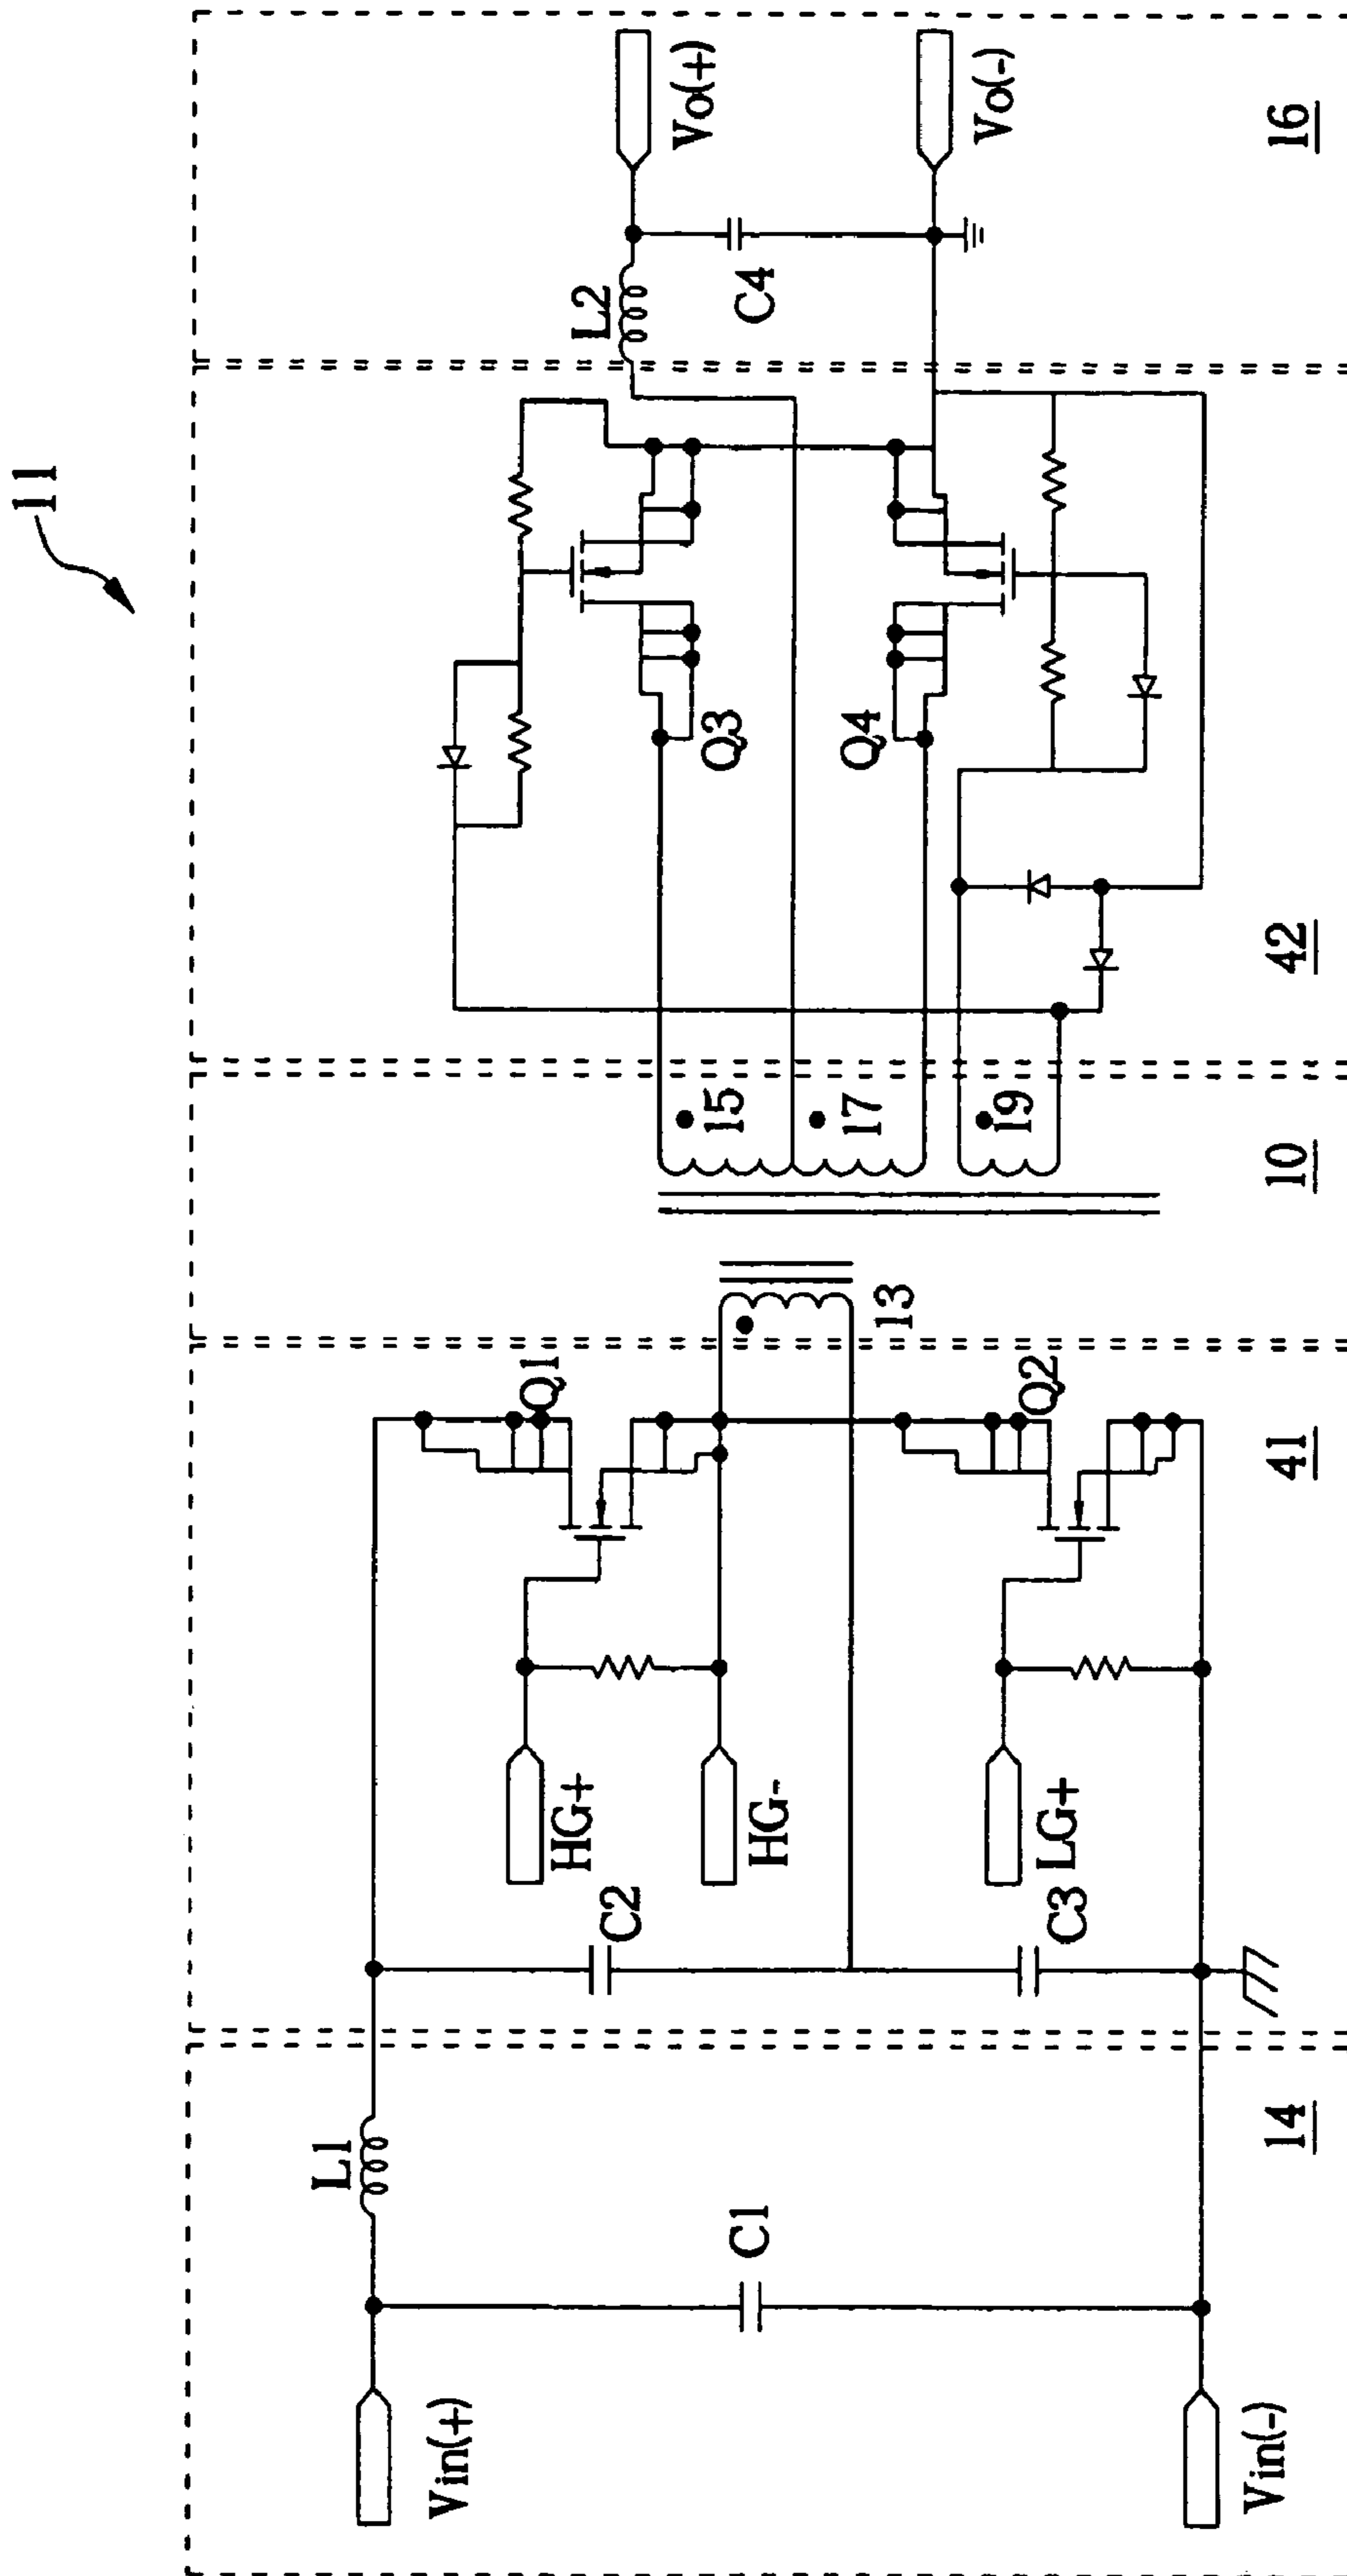 11
L1
C1
Vin(+)
Vin(-)
14
C2
C3
HG+
HG-
LG+
Q1
Q2
41
13
15
17
19
10
Q3
Q4
42
L2
C4
Vo(+)
Vo(-)
16